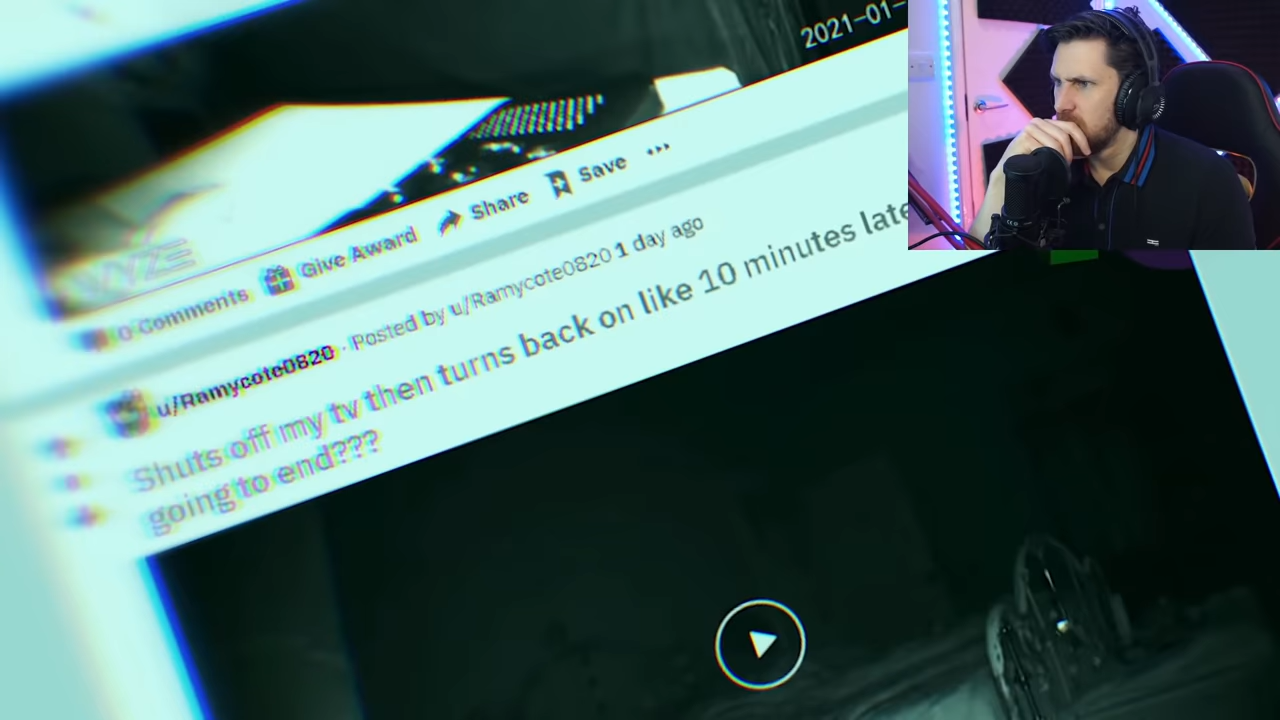 2021-01-
WYZE
0 Comments Give Award Share Save ...
u/Ramycote0820 · Posted by u/Ramycote0820 1 day ago
Shuts off my tv then turns back on like 10 minutes late
going to end???